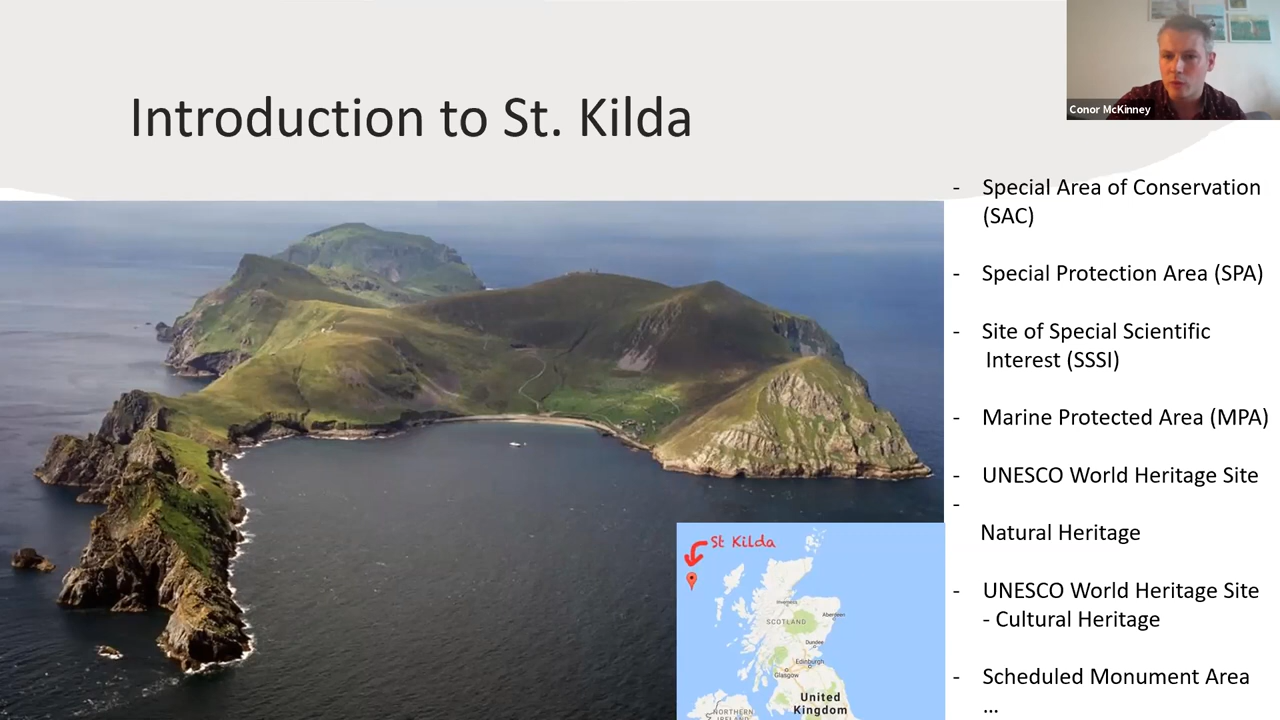 Introduction to St. Kilda
Conor McKinney
- Special Area of Conservation
(SAC)
- Special Protection Area (SPA)
- Site of Special Scientific
Interest (SSSI)
- Marine Protected Area (MPA)
- UNESCO World Heritage Site
-
Natural Heritage
- UNESCO World Heritage Site
- Cultural Heritage
- Scheduled Monument Area
...
St Kilda
Inverness
Aberdeen
SCOTLAND
Dundee
Edinburgh
Glasgow
United
Kingdom
NORTHERN
IRELAND